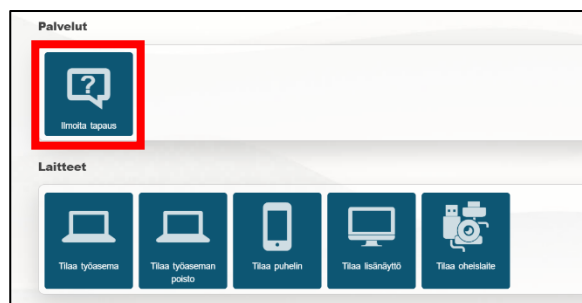 Palvelut
?
Ilmoita tapaus
Laitteet
Tilaa työasema
Tilaa työaseman
poisto
Tilaa puhelin
Tilaa lisänäyttö
Tilaa oheislaite